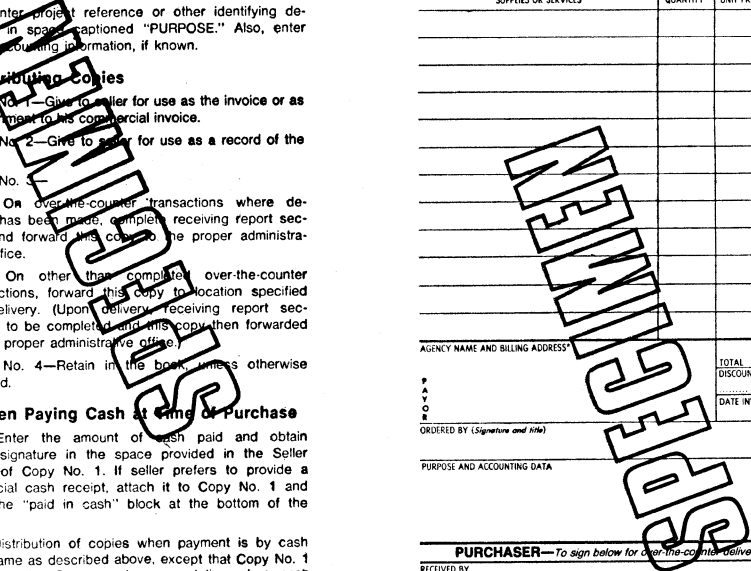 nter project reference or other identifying de-
in space captioned "PURPOSE." Also, enter
counting information, if known.
ributing Copies
No. 1—Give to seller for use as the invoice or as
ment to his commercial invoice.
No. 2—Give to seller for use as a record of the
No. 3—
On over-the-counter transactions where de-
has been made, complete receiving report sec-
nd forward this copy to the proper administra-
fice.
On other than completed over-the-counter
ctions, forward this copy to location specified
elivery. (Upon delivery, receiving report sec-
to be completed and this copy then forwarded
proper administrative office.)
No. 4—Retain in the book, unless otherwise
d.
en Paying Cash at Time of Purchase
Enter the amount of cash paid and obtain
signature in the space provided in the Seller
of Copy No. 1. If seller prefers to provide a
cial cash receipt, attach it to Copy No. 1 and
he "paid in cash" block at the bottom of the
istribution of copies when payment is by cash
ame as described above, except that Copy No. 1
SPECIMEN
SUPPLIES OR SERVICES
QUANTITY
UNIT PR
AGENCY NAME AND BILLING ADDRESS*
PAYOR
TOTAL
DISCOUN
DATE IN
ORDERED BY (Signature and title)
PURPOSE AND ACCOUNTING DATA
PURCHASER—To sign below for over-the-counter delive
RECEIVED BY
SPECIMEN